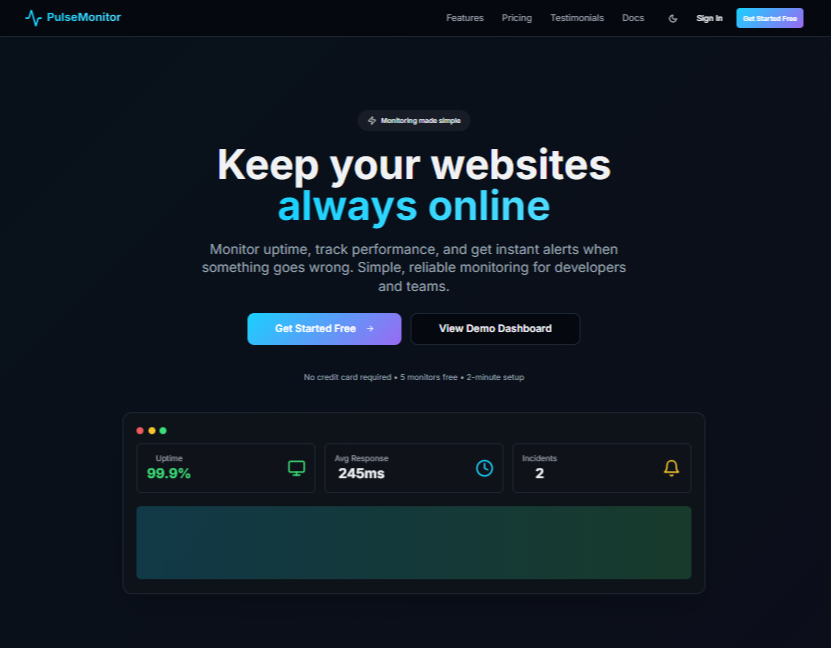 PulseMonitor
Features Pricing Testimonials Docs Sign In Get Started Free
Monitoring made simple
Keep your websites
always online
Monitor uptime, track performance, and get instant alerts when
something goes wrong. Simple, reliable monitoring for developers
and teams.
Get Started Free → View Demo Dashboard
No credit card required • 5 monitors free • 2-minute setup
Uptime
99.9%
Avg Response
245ms
Incidents
2